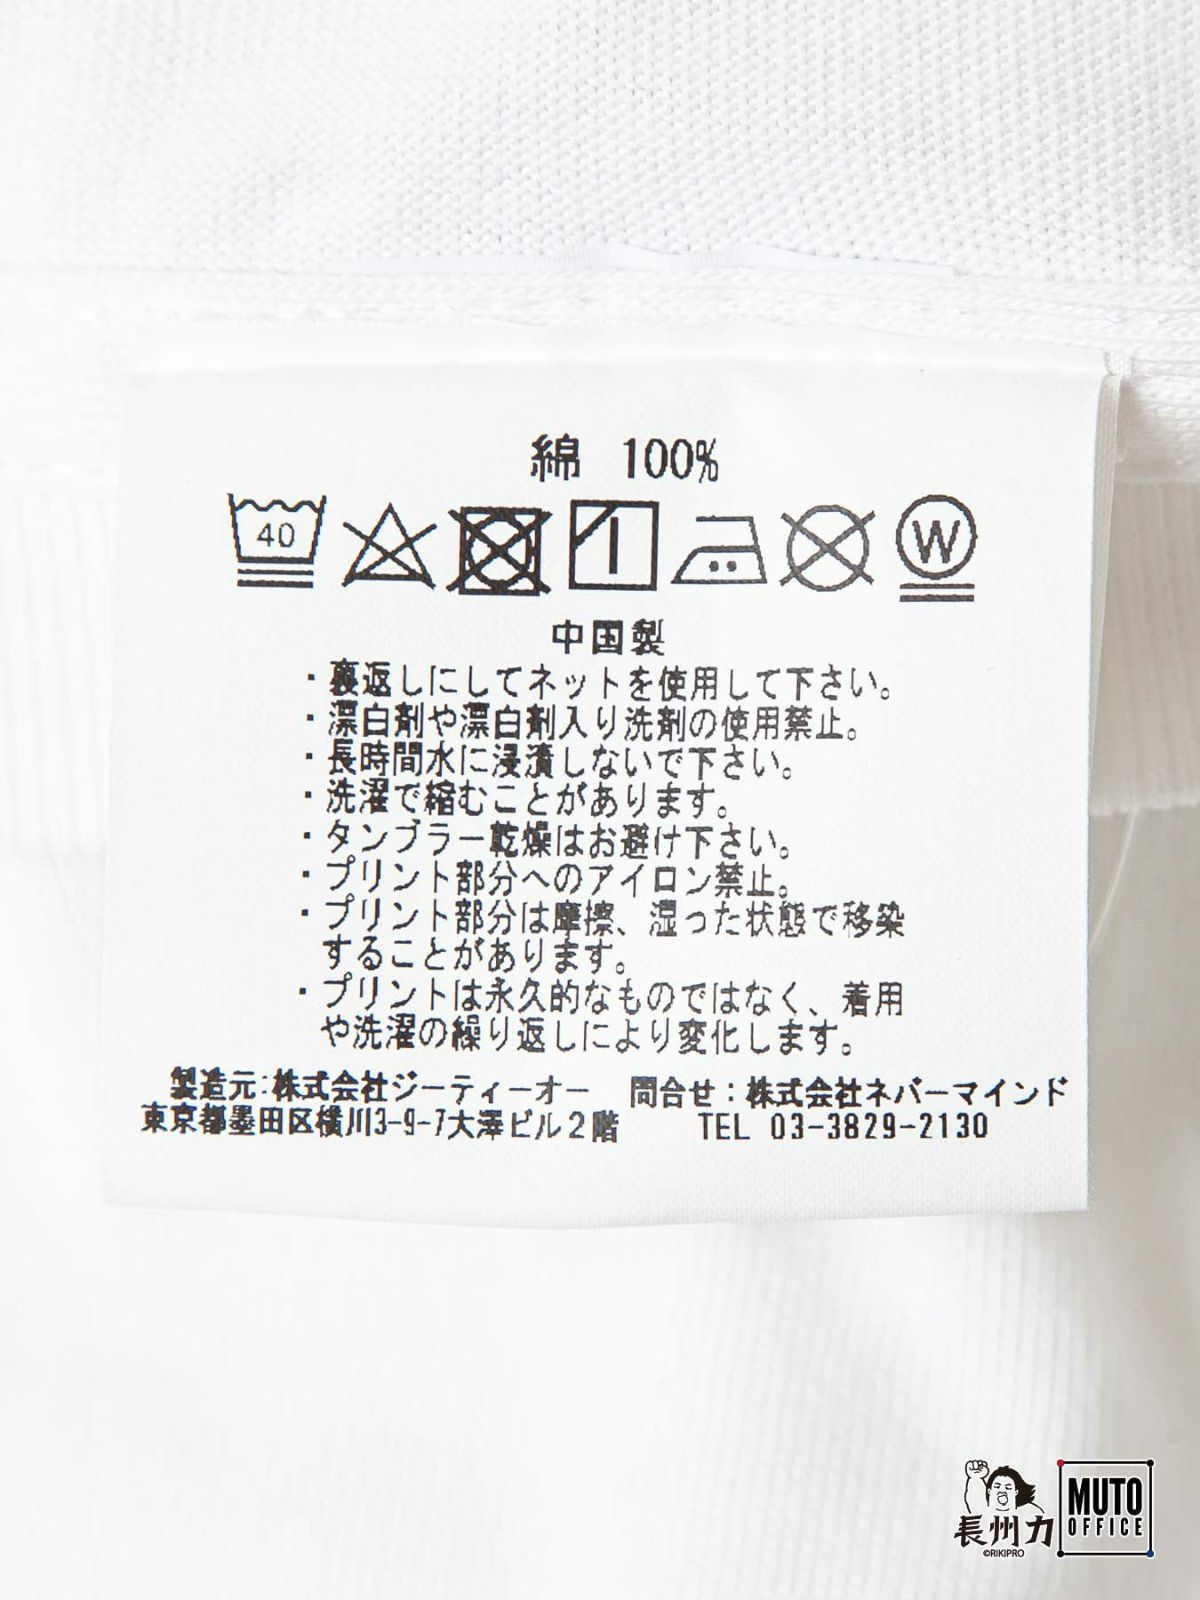 綿 100%
40
W
中国製
・裏返しにしてネットを使用して下さい。
・漂白剤や漂白剤入り洗剤の使用禁止。
・長時間水に浸漬しないで下さい。
・洗濯で縮むことがあります。
・タンブラー乾燥はお避け下さい。
・プリント部分へのアイロン禁止。
・プリント部分は摩擦、湿った状態で移染
することがあります。
・プリントは永久的なものではなく、着用
や洗濯の繰り返しにより変化します。
製造元:株式会社ジーティーオー 問合せ:株式会社ネバーマインド
東京都墨田区横川3-9-7大澤ビル2階 TEL 03-3829-2130
長州力
©RIKIPRO
MUTO
OFFICE